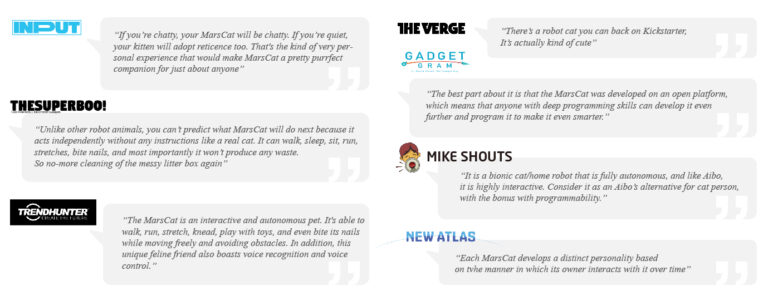 INPUT
“If you’re chatty, your MarsCat will be chatty. If you’re quiet,
your kitten will adopt reticence too. That’s the kind of very per-
sonal experience that would make MarsCat a pretty purrfect
companion for just about anyone”
THESUPERBOO!
“Unlike other robot animals, you can’t predict what MarsCat will do next because it
acts independently without any instructions like a real cat. It can walk, sleep, sit, run,
stretches, bite nails, and most importantly it won’t produce any waste.
So no-more cleaning of the messy litter box again”
TRENDHUNTER
“The MarsCat is an interactive and autonomous pet. It’s able to
walk, run, stretch, knead, play with toys, and even bite its nails
while moving freely and avoiding obstacles. In addition, this
unique feline friend also boasts voice recognition and voice
control.”
THE VERGE
“There’s a robot cat you can back on Kickstarter,
It’s actually kind of cute”
GADGET
GRAM
“The best part about it is that the MarsCat was developed on an open platform,
which means that anyone with deep programming skills can develop it even
further and program it to make it even smarter.”
MIKE SHOUTS
“It is a bionic cat/home robot that is fully autonomous, and like Aibo,
it is highly interactive. Consider it as an Aibo’s alternative for cat person,
with the bonus with programmability.”
NEW ATLAS
“Each MarsCat develops a distinct personality based
on tvhe manner in which its owner interacts with it over time”